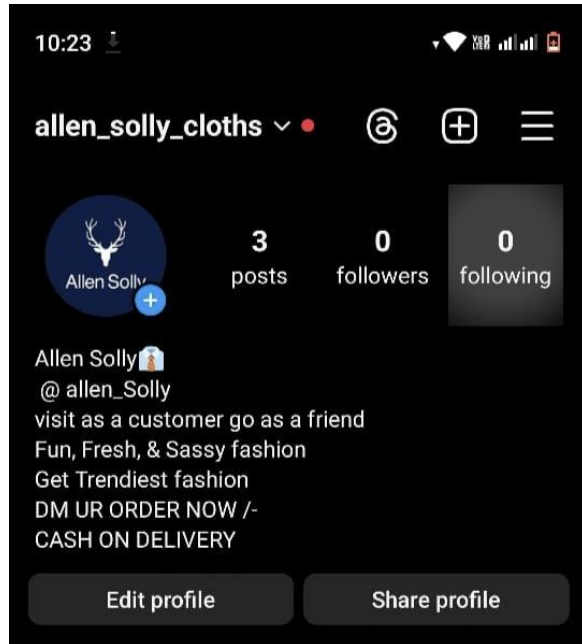 10:23 Vo) R LTE1
allen_solly_cloths
Allen Solly
3 posts
0 followers
0 following
Allen Solly
@ allen_Solly
visit as a customer go as a friend
Fun, Fresh, & Sassy fashion
Get Trendiest fashion
DM UR ORDER NOW /-
CASH ON DELIVERY
Edit profile Share profile